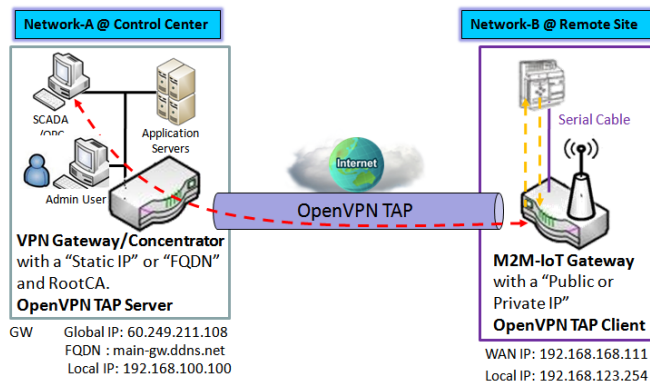 Network-A @ Control Center
Network-B @ Remote Site
SCADA
/OPC
Application
Servers
Admin User
Serial Cable
Internet
OpenVPN TAP
VPN Gateway/Concentrator
with a “Static IP” or “FQDN”
and RootCA.
OpenVPN TAP Server
M2M-IoT Gateway
with a “Public or
Private IP”
OpenVPN TAP Client
GW Global IP: 60.249.211.108
FQDN : main-gw.ddns.net
Local IP: 192.168.100.100
WAN IP: 192.168.168.111
Local IP: 192.168.123.254